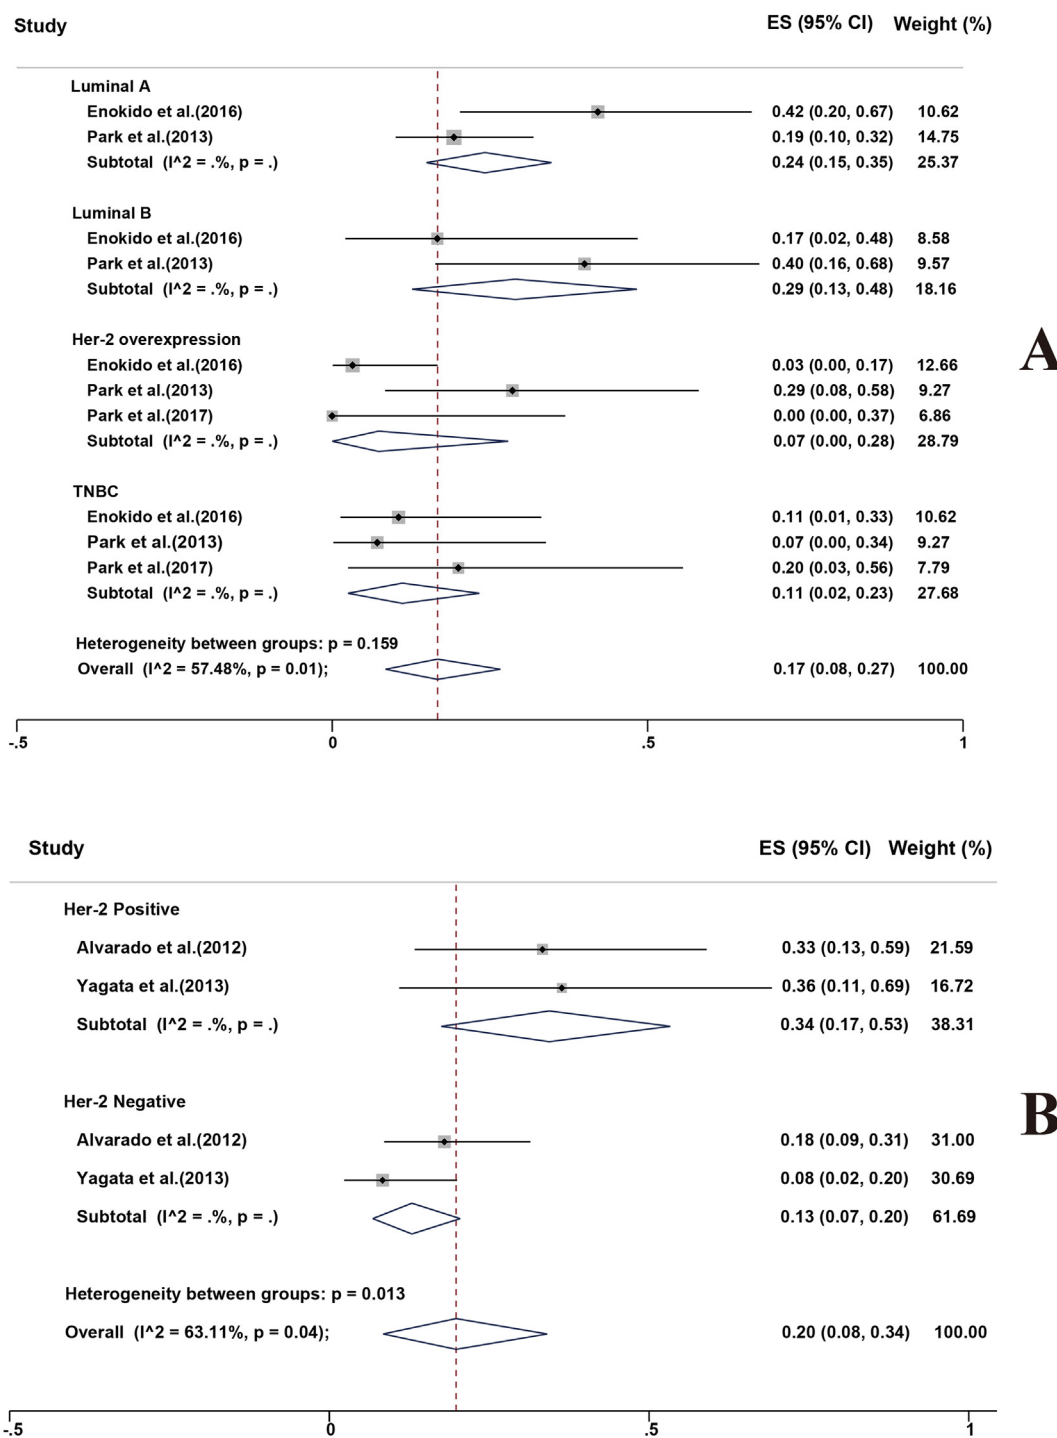 Study ES (95% CI) Weight (%)
Luminal A
Enokido et al.(2016) 0.42 (0.20, 0.67) 10.62
Park et al.(2013) 0.19 (0.10, 0.32) 14.75
Subtotal (I^2 = .%, p = .) 0.24 (0.15, 0.35) 25.37
Luminal B
Enokido et al.(2016) 0.17 (0.02, 0.48) 8.58
Park et al.(2013) 0.40 (0.16, 0.68) 9.57
Subtotal (I^2 = .%, p = .) 0.29 (0.13, 0.48) 18.16
Her-2 overexpression
A
Enokido et al.(2016) 0.03 (0.00, 0.17) 12.66
Park et al.(2013) 0.29 (0.08, 0.58) 9.27
Park et al.(2017) 0.00 (0.00, 0.37) 6.86
Subtotal (I^2 = .%, p = .) 0.07 (0.00, 0.28) 28.79
TNBC
Enokido et al.(2016) 0.11 (0.01, 0.33) 10.62
Park et al.(2013) 0.07 (0.00, 0.34) 9.27
Park et al.(2017) 0.20 (0.03, 0.56) 7.79
Subtotal (I^2 = .%, p = .) 0.11 (0.02, 0.23) 27.68
Heterogeneity between groups: p = 0.159
Overall (I^2 = 57.48%, p = 0.01); 0.17 (0.08, 0.27) 100.00
-.5 0 .5 1
Study ES (95% CI) Weight (%)
Her-2 Positive
Alvarado et al.(2012) 0.33 (0.13, 0.59) 21.59
Yagata et al.(2013) 0.36 (0.11, 0.69) 16.72
Subtotal (I^2 = .%, p = .) 0.34 (0.17, 0.53) 38.31
Her-2 Negative
B
Alvarado et al.(2012) 0.18 (0.09, 0.31) 31.00
Yagata et al.(2013) 0.08 (0.02, 0.20) 30.69
Subtotal (I^2 = .%, p = .) 0.13 (0.07, 0.20) 61.69
Heterogeneity between groups: p = 0.013
Overall (I^2 = 63.11%, p = 0.04); 0.20 (0.08, 0.34) 100.00
-.5 0 .5 1